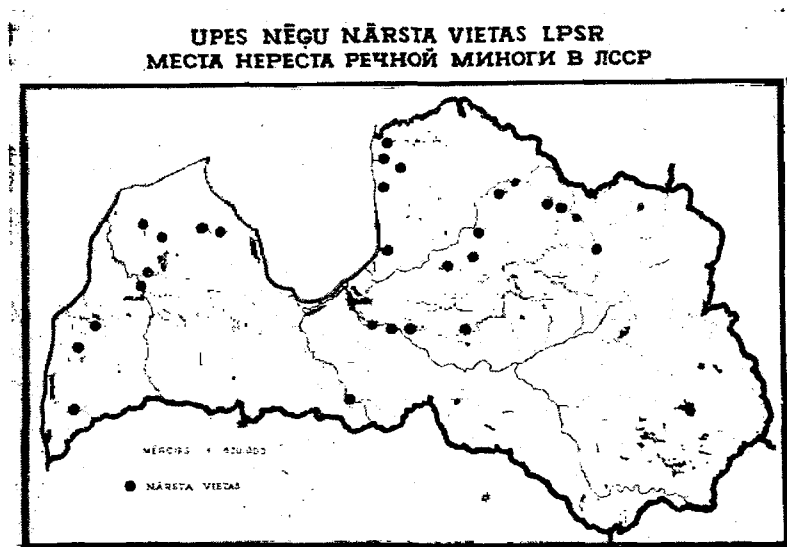 UPES NĒĢU NĀRSTA VIETAS LPSR
МЕСТА НЕРЕСТА РЕЧНОЙ МИНОГИ В ЛССР
NĀRSTA VIETAS